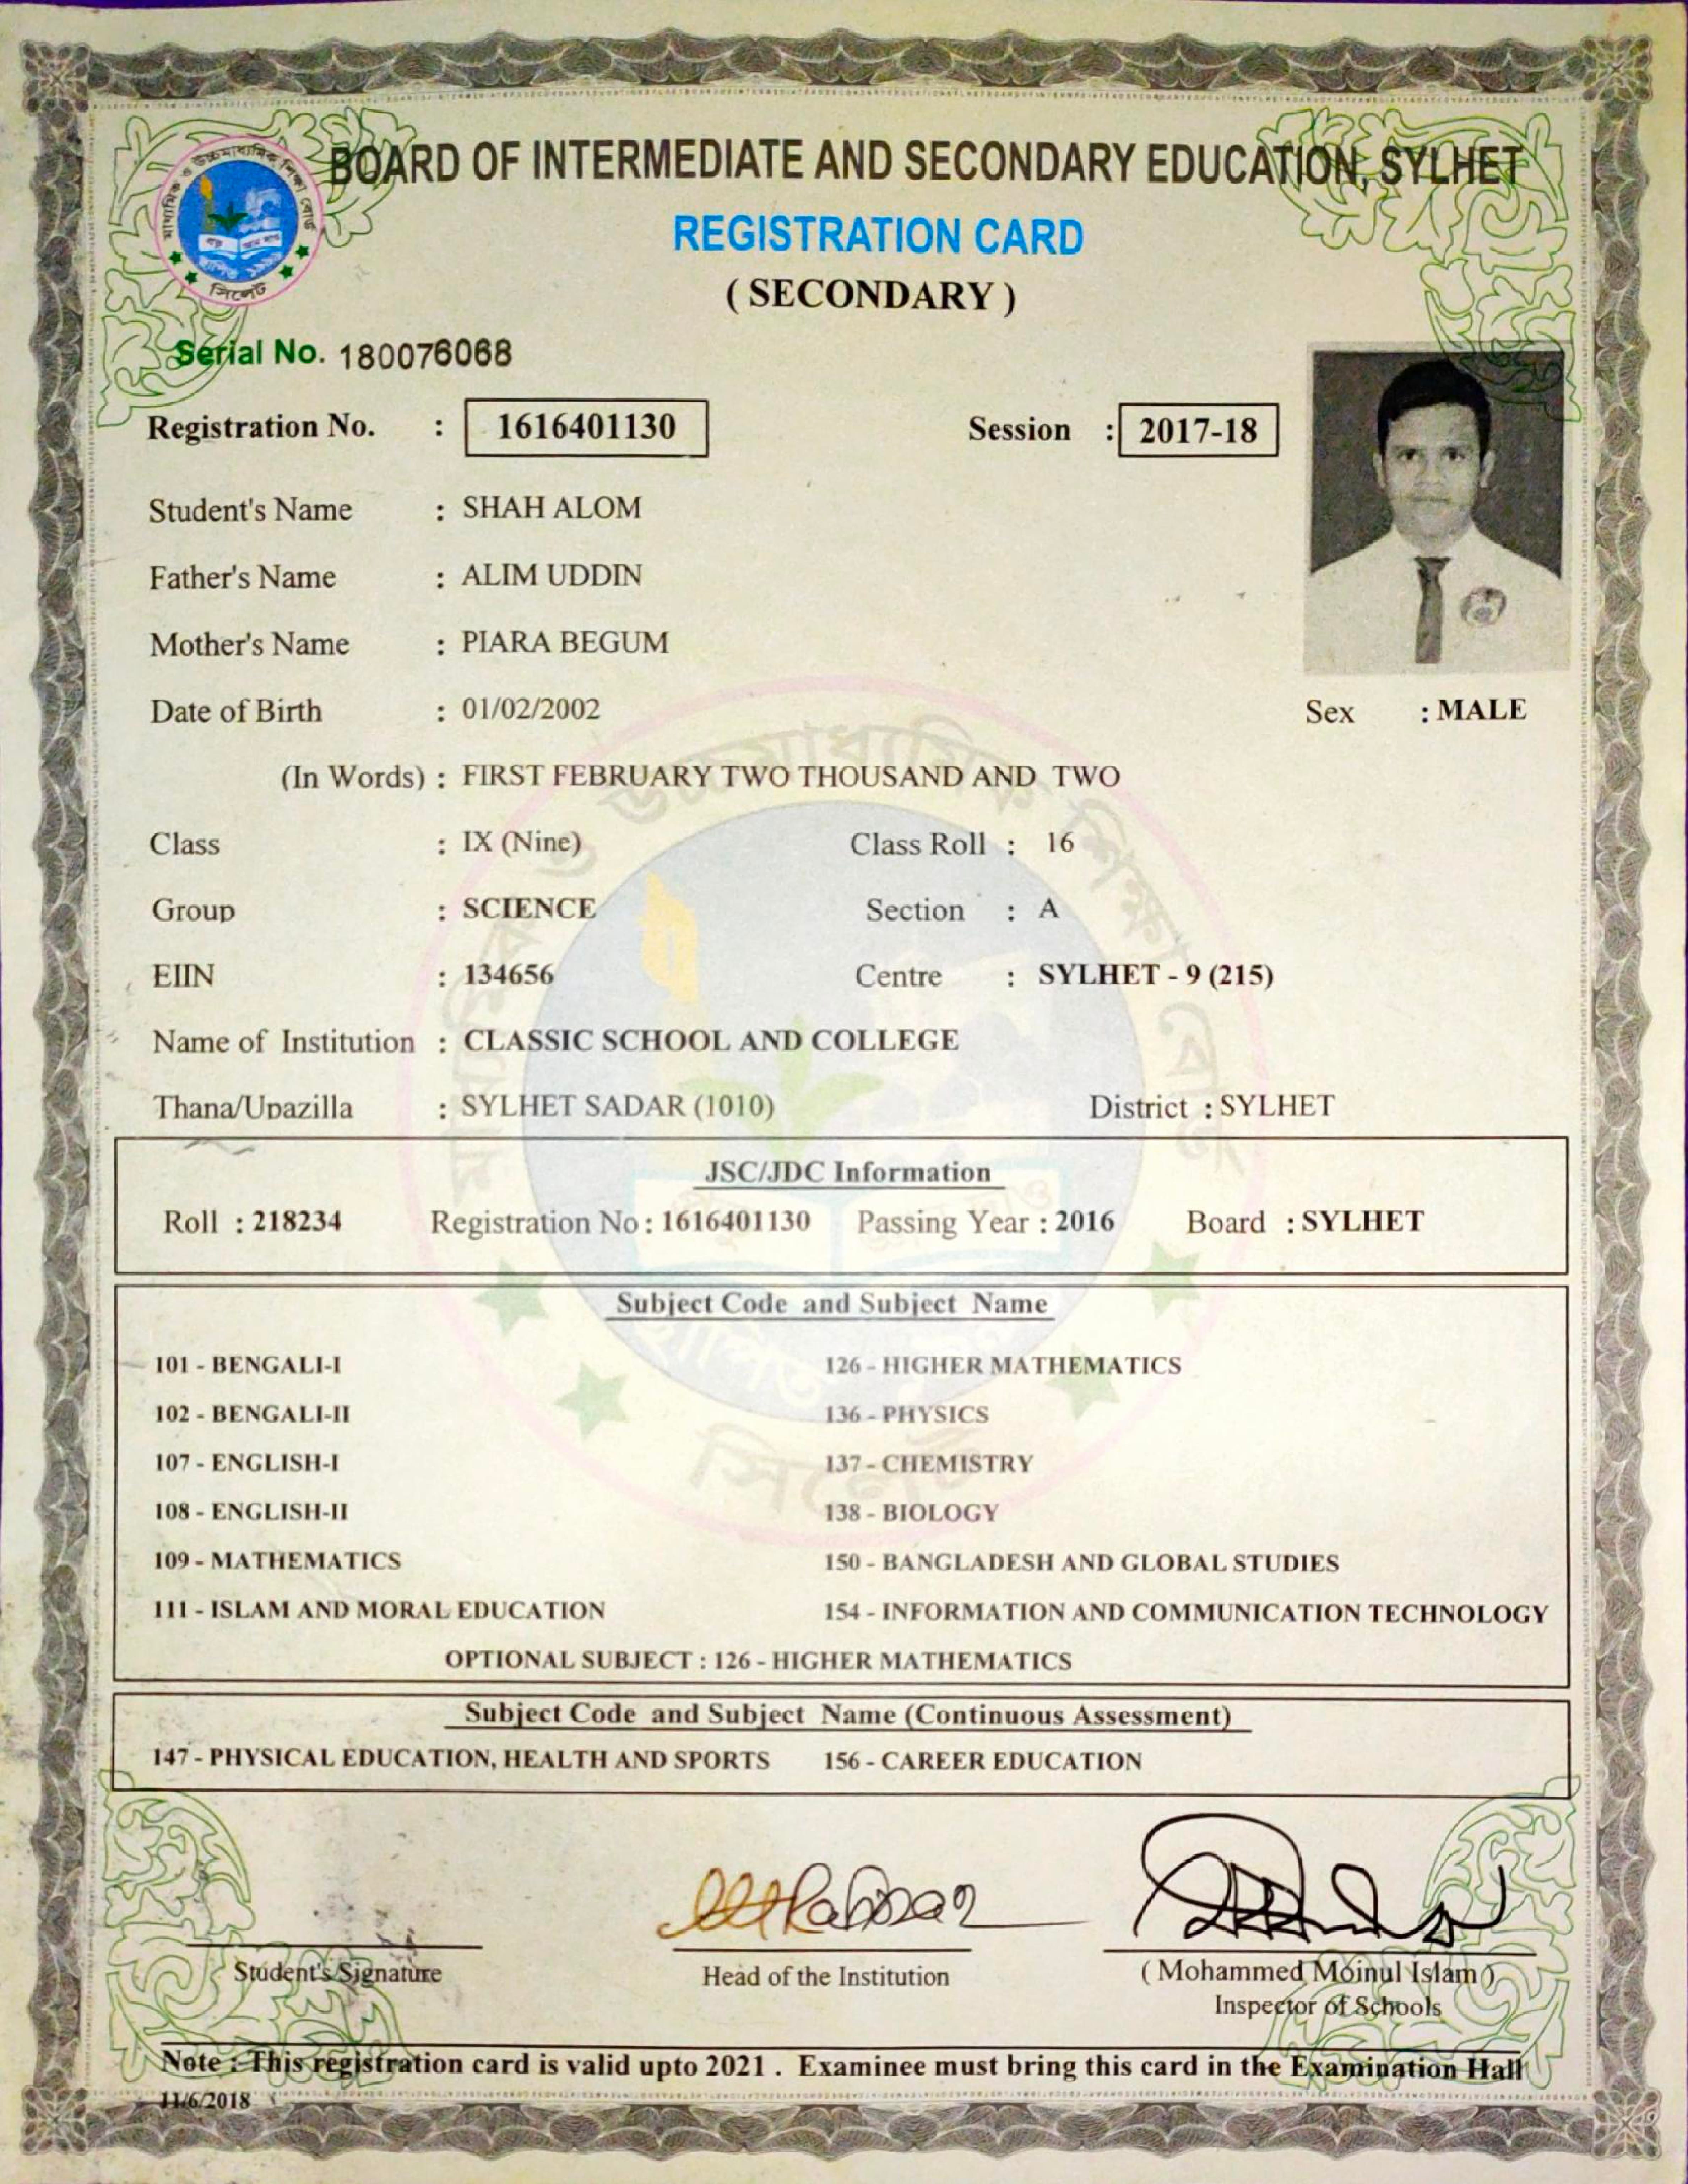 BOARD OF INTERMEDIATE AND SECONDARY EDUCATION, SYLHET
REGISTRATION CARD
( SECONDARY )
মাধ্যমিক ও উচ্চমাধ্যমিক শিক্ষা বোর্ড
সিলেট
Serial No. 180076068
Registration No. : 1616401130 Session : 2017-18
Student's Name : SHAH ALOM
Father's Name : ALIM UDDIN
Mother's Name : PIARA BEGUM
Date of Birth : 01/02/2002 Sex : MALE
(In Words) : FIRST FEBRUARY TWO THOUSAND AND TWO
Class : IX (Nine) Class Roll : 16
Group : SCIENCE Section : A
EIIN : 134656 Centre : SYLHET - 9 (215)
Name of Institution : CLASSIC SCHOOL AND COLLEGE
Thana/Upazilla : SYLHET SADAR (1010) District : SYLHET
JSC/JDC Information
Roll : 218234 Registration No : 1616401130 Passing Year : 2016 Board : SYLHET
Subject Code and Subject Name
101 - BENGALI-I 126 - HIGHER MATHEMATICS
102 - BENGALI-II 136 - PHYSICS
107 - ENGLISH-I 137 - CHEMISTRY
108 - ENGLISH-II 138 - BIOLOGY
109 - MATHEMATICS 150 - BANGLADESH AND GLOBAL STUDIES
111 - ISLAM AND MORAL EDUCATION 154 - INFORMATION AND COMMUNICATION TECHNOLOGY
OPTIONAL SUBJECT : 126 - HIGHER MATHEMATICS
Subject Code and Subject Name (Continuous Assessment)
147 - PHYSICAL EDUCATION, HEALTH AND SPORTS 156 - CAREER EDUCATION
Student's Signature Head of the Institution ( Mohammed Moinul Islam )
Inspector of Schools
Note : This registration card is valid upto 2021 . Examinee must bring this card in the Examination Hall
11/6/2018